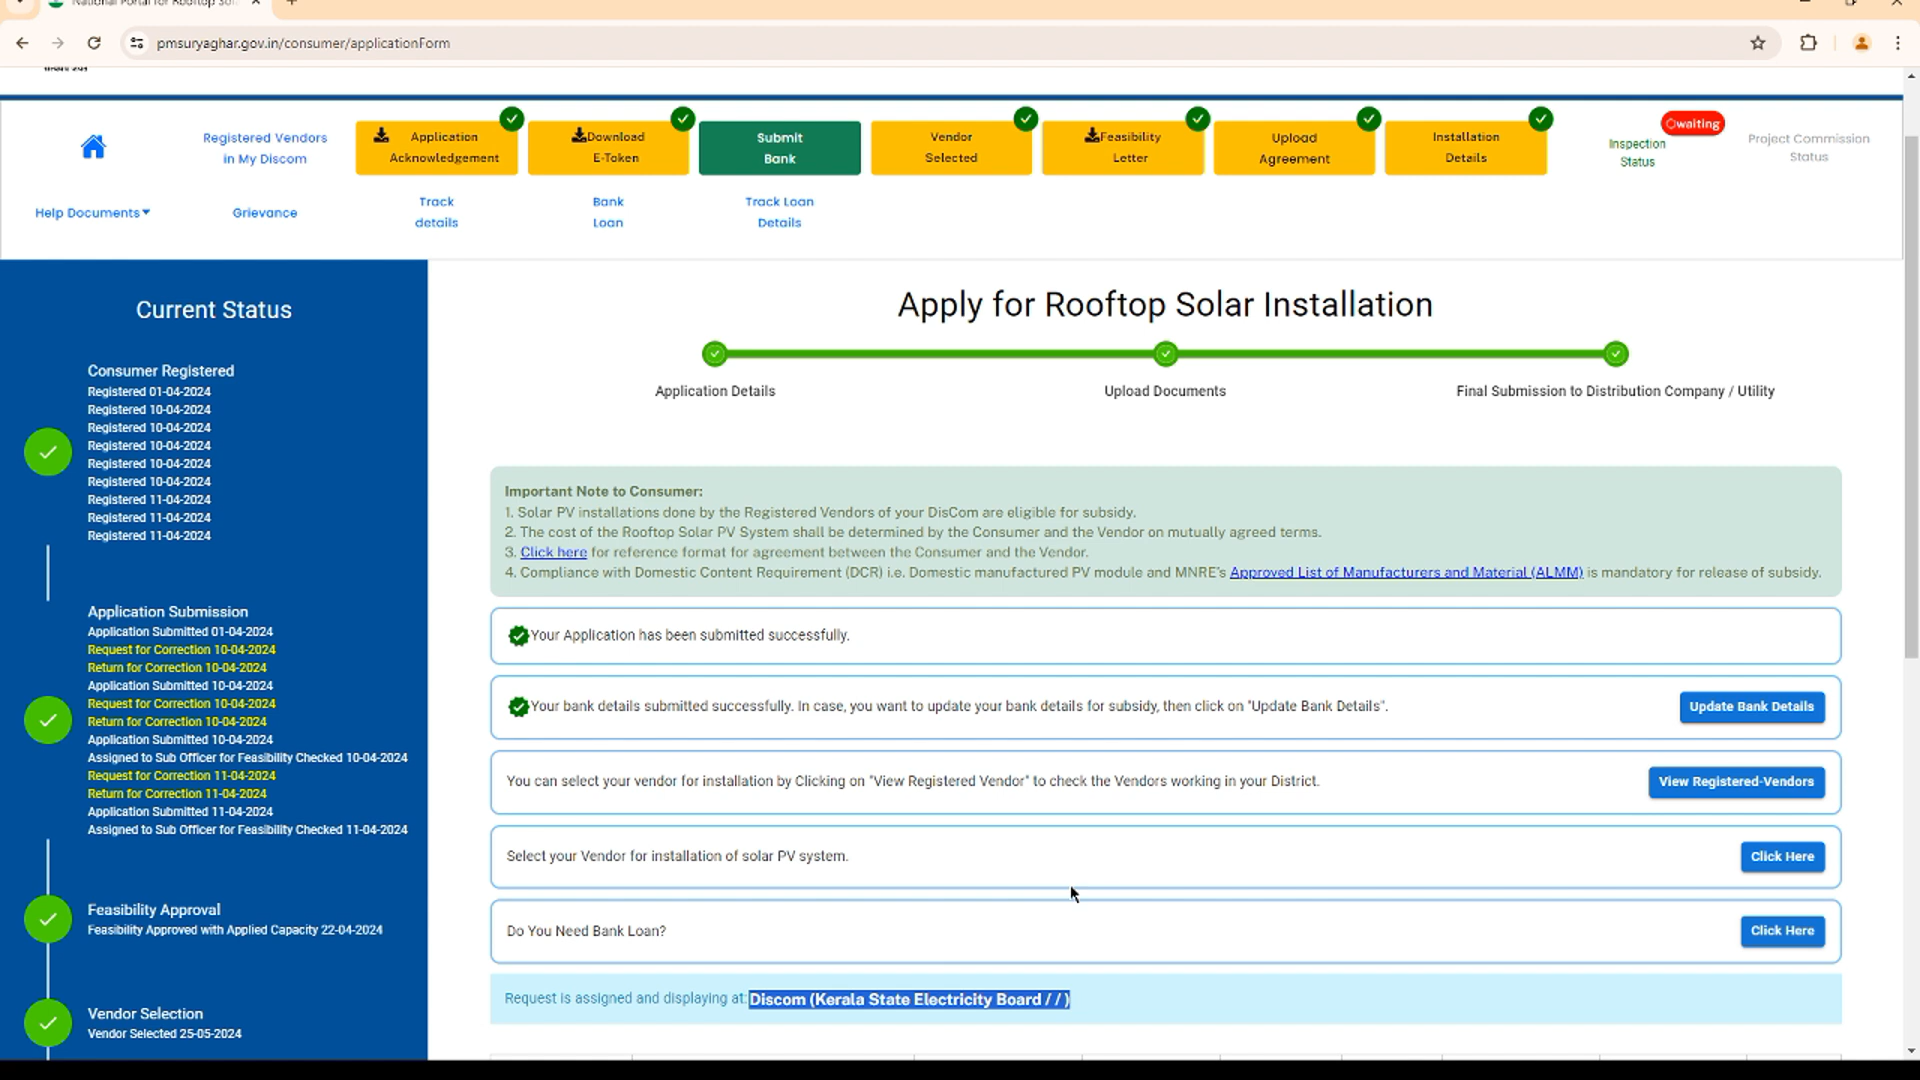 National Portal for Rooftop Sol
pmsuryaghar.gov.in/consumer/applicationForm
Registered Vendors
in My Discom
Application
Acknowledgement
Download
E-Token
Submit
Bank
Vendor
Selected
Feasibility
Letter
Upload
Agreement
Installation
Details
waiting
Inspection
Status
Project Commission
Status
Help Documents
Grievance
Track
details
Bank
Loan
Track Loan
Details
Current Status
Consumer Registered
Registered 01-04-2024
Registered 10-04-2024
Registered 10-04-2024
Registered 10-04-2024
Registered 10-04-2024
Registered 10-04-2024
Registered 11-04-2024
Registered 11-04-2024
Registered 11-04-2024
Application Submission
Application Submitted 01-04-2024
Request for Correction 10-04-2024
Return for Correction 10-04-2024
Application Submitted 10-04-2024
Request for Correction 10-04-2024
Return for Correction 10-04-2024
Application Submitted 10-04-2024
Assigned to Sub Officer for Feasibility Checked 10-04-2024
Request for Correction 11-04-2024
Return for Correction 11-04-2024
Application Submitted 11-04-2024
Assigned to Sub Officer for Feasibility Checked 11-04-2024
Feasibility Approval
Feasibility Approved with Applied Capacity 22-04-2024
Vendor Selection
Vendor Selected 25-05-2024
Apply for Rooftop Solar Installation
Application Details
Upload Documents
Final Submission to Distribution Company / Utility
Important Note to Consumer:
1. Solar PV installations done by the Registered Vendors of your DisCom are eligible for subsidy.
2. The cost of the Rooftop Solar PV System shall be determined by the Consumer and the Vendor on mutually agreed terms.
3. Click here for reference format for agreement between the Consumer and the Vendor.
4. Compliance with Domestic Content Requirement (DCR) i.e. Domestic manufactured PV module and MNRE's Approved List of Manufacturers and Material (ALMM) is mandatory for release of subsidy.
Your Application has been submitted successfully.
Your bank details submitted successfully. In case, you want to update your bank details for subsidy, then click on "Update Bank Details".
Update Bank Details
You can select your vendor for installation by Clicking on "View Registered Vendor" to check the Vendors working in your District.
View Registered-Vendors
Select your Vendor for installation of solar PV system.
Click Here
Do You Need Bank Loan?
Click Here
Request is assigned and displaying at: Discom (Kerala State Electricity Board / / )